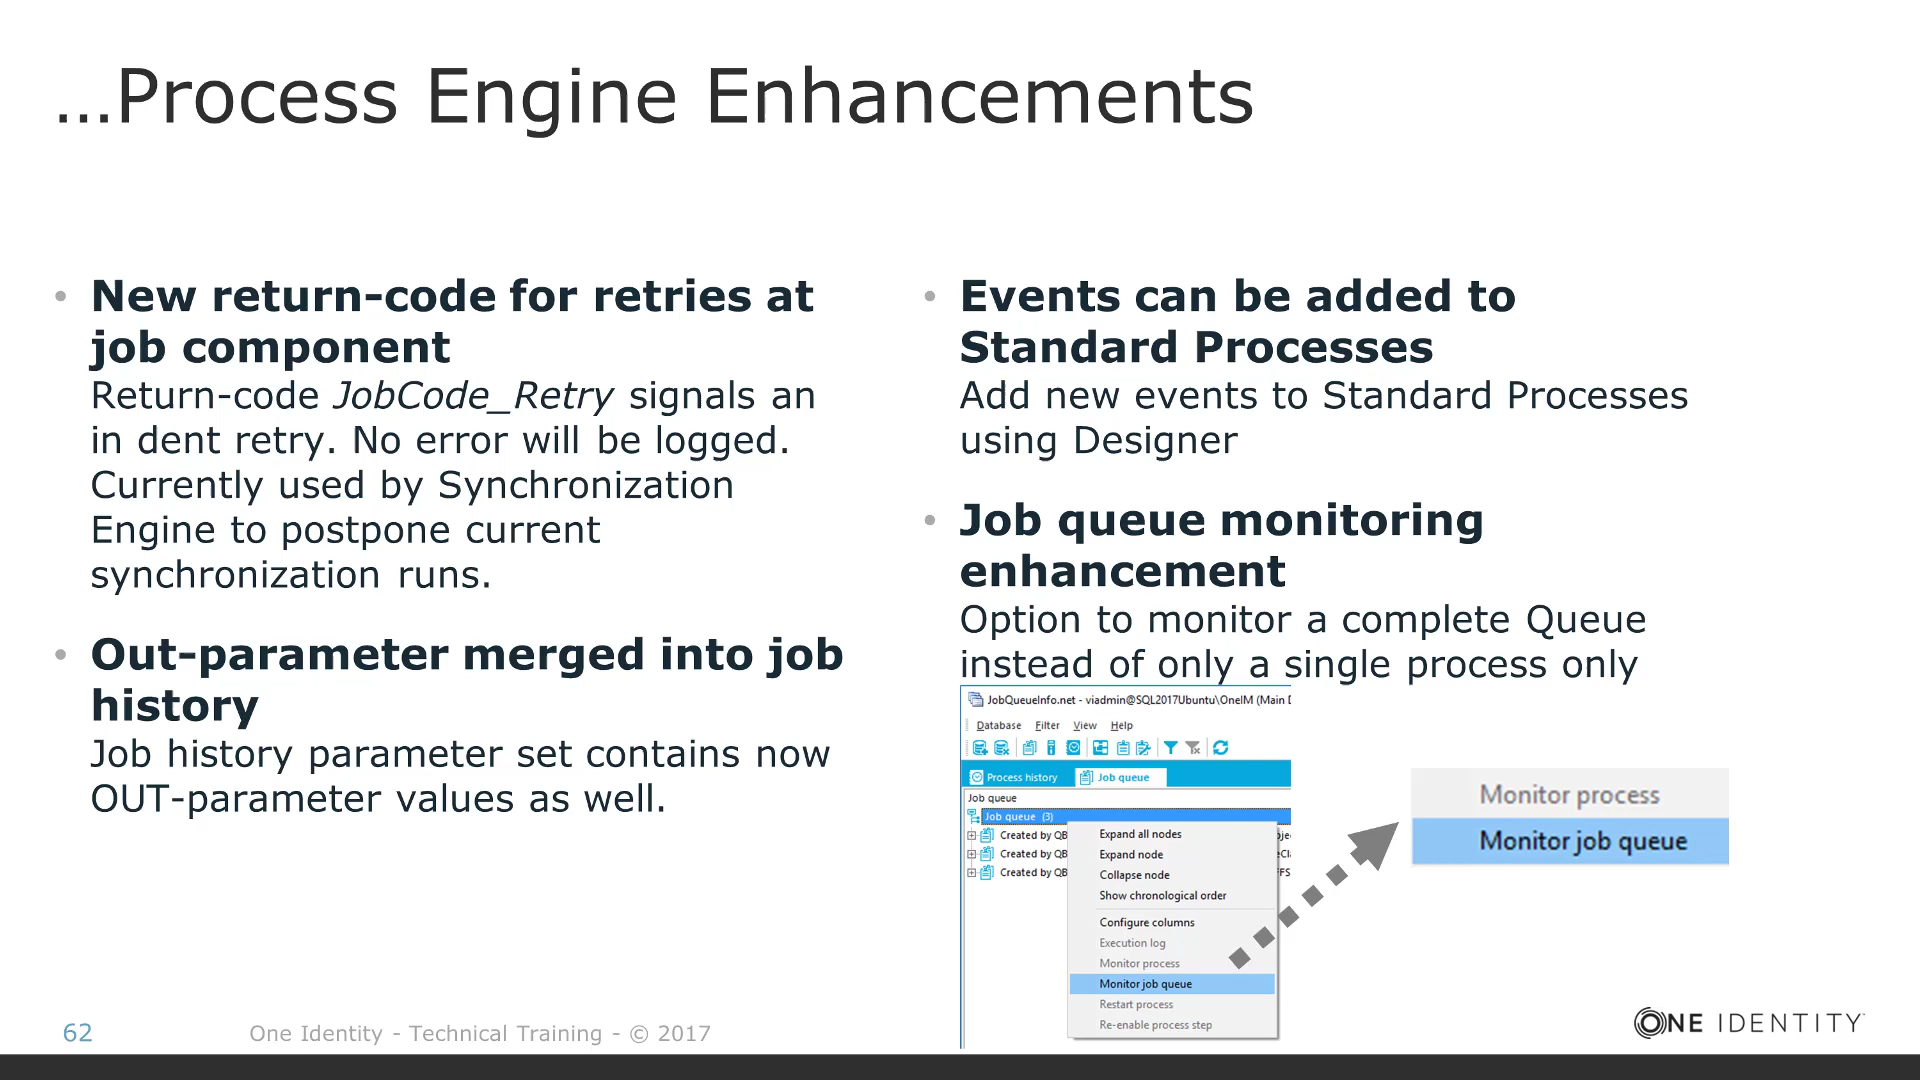 ...Process Engine Enhancements
• New return-code for retries at
job component
Return-code JobCode_Retry signals an
in dent retry. No error will be logged.
Currently used by Synchronization
Engine to postpone current
synchronization runs.
• Out-parameter merged into job
history
Job history parameter set contains now
OUT-parameter values as well.
• Events can be added to
Standard Processes
Add new events to Standard Processes
using Designer
• Job queue monitoring
enhancement
Option to monitor a complete Queue
instead of only a single process only
JobQueueInfo.net - viadmin@SQL2017Ubuntu\OneIM (Main
Database Filter View Help
Process history Job queue
Job queue
Job queue (3)
Created by QB
Created by QB
Created by QB
Expand all nodes
Expand node
Collapse node
Show chronological order
Configure columns
Execution log
Monitor process
Monitor job queue
Restart process
Re-enable process step
Monitor process
Monitor job queue
62
One Identity - Technical Training - © 2017
ONE IDENTITY